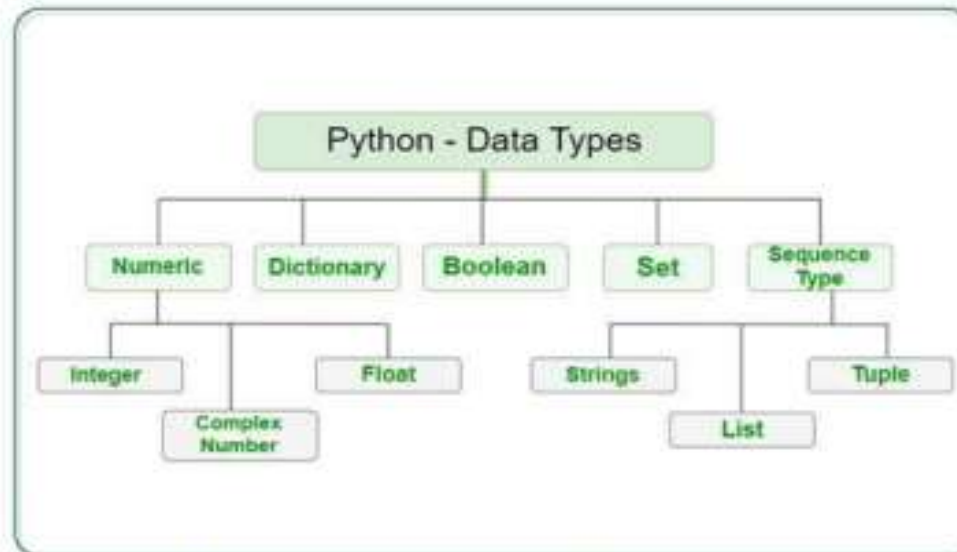 Python - Data Types
Numeric
Dictionary
Boolean
Set
Sequence
Type
Integer
Float
Strings
Tuple
Complex
Number
List